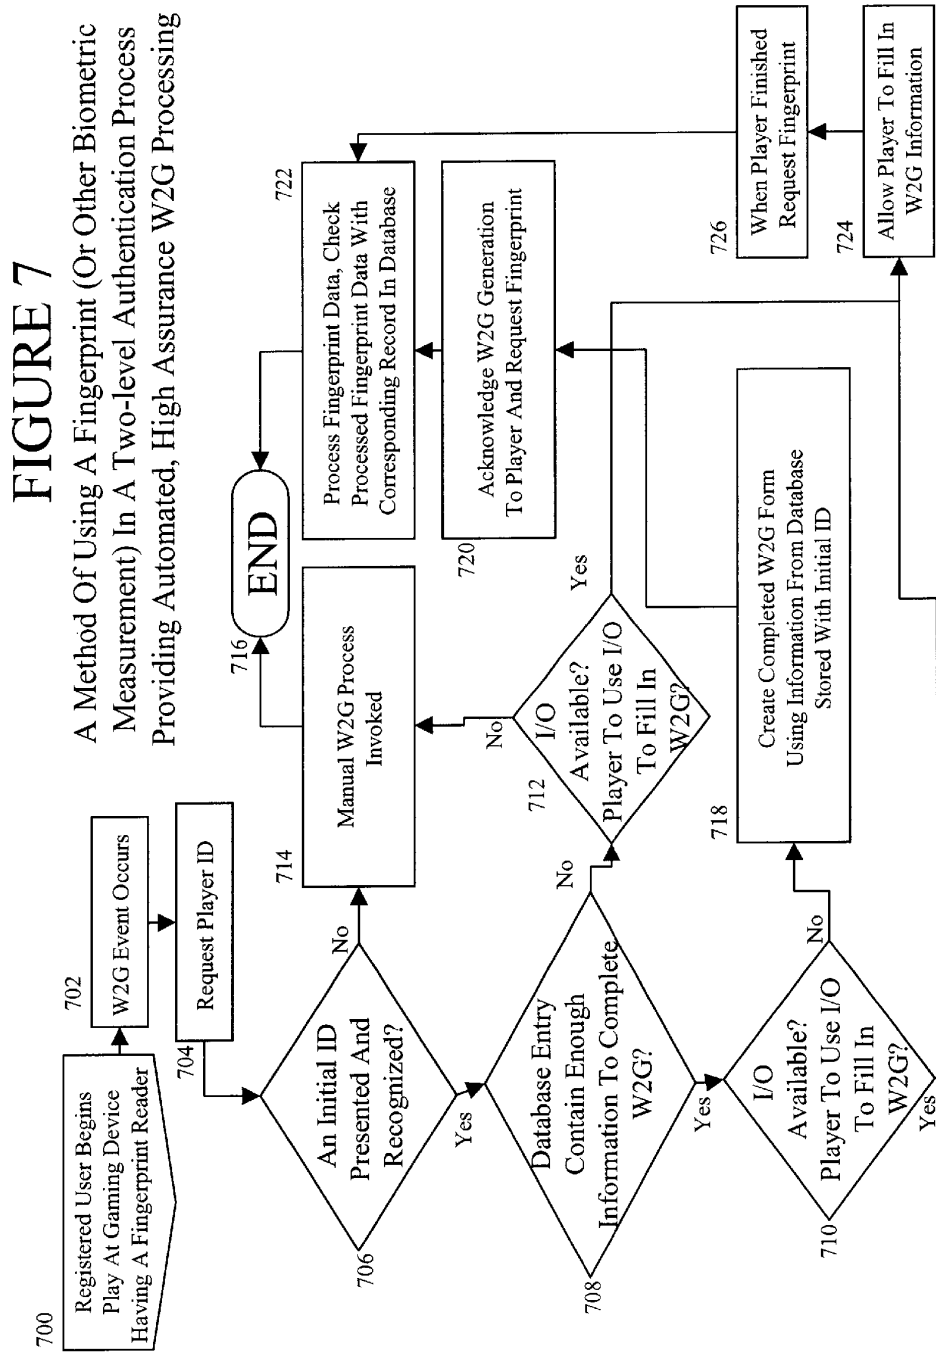 FIGURE 7
A Method Of Using A Fingerprint (Or Other Biometric
Measurement) In A Two-level Authentication Process
Providing Automated, High Assurance W2G Processing
700
Registered User Begins
Play At Gaming Device
Having A Fingerprint Reader
702
W2G Event Occurs
704
Request Player ID
706
An Initial ID
Presented And
Recognized?
No
Yes
708
Database Entry
Contain Enough
Information To Complete
W2G?
No
Yes
710
I/O
Available?
Player To Use I/O
To Fill In
W2G?
No
Yes
712
I/O
Available?
Player To Use I/O
To Fill In
W2G?
No
Yes
714
Manual W2G Process
Invoked
716
END
718
Create Completed W2G Form
Using Information From Database
Stored With Initial ID
720
Acknowledge W2G Generation
To Player And Request Fingerprint
722
Process Fingerprint Data, Check
Processed Fingerprint Data With
Corresponding Record In Database
724
Allow Player To Fill In
W2G Information
726
When Player Finished
Request Fingerprint